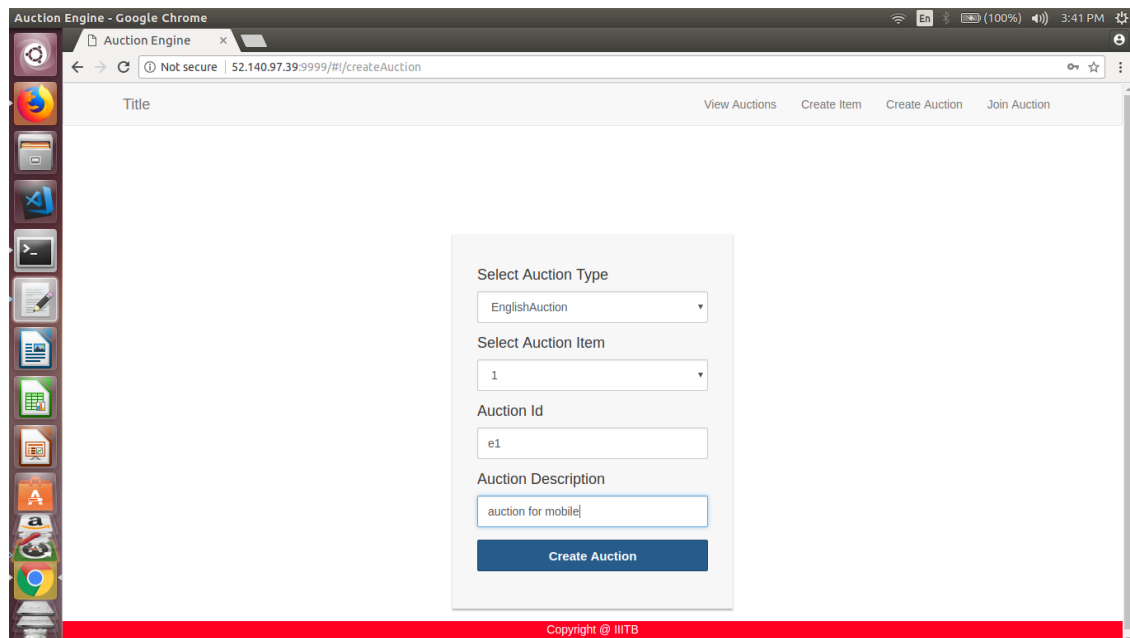 Auction Engine - Google Chrome En (100%) 3:41 PM
Auction Engine ×
Not secure 52.140.97.39:9999/#!/createAuction
Title View Auctions Create Item Create Auction Join Auction
Select Auction Type
EnglishAuction
Select Auction Item
1
Auction Id
e1
Auction Description
auction for mobile
Create Auction
Copyright @ IIITB